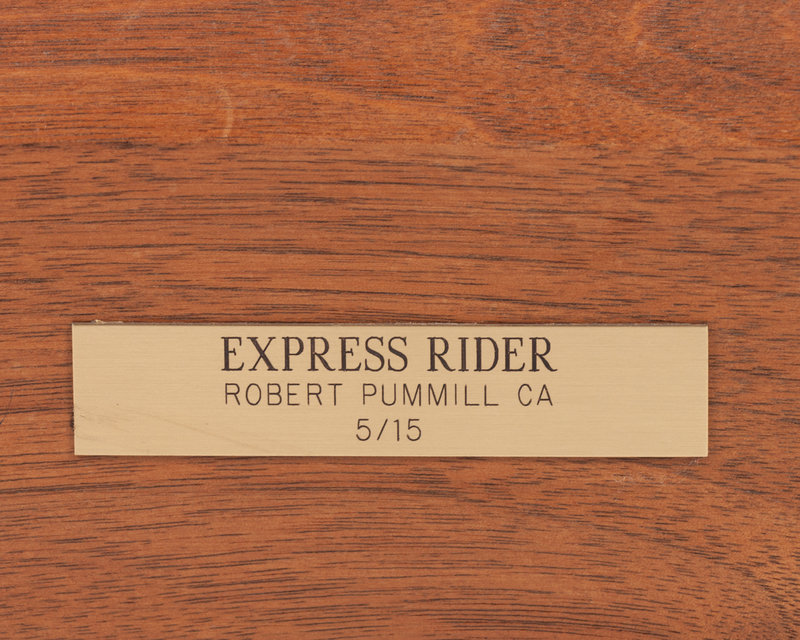 EXPRESS RIDER
ROBERT PUMMILL CA
5/15